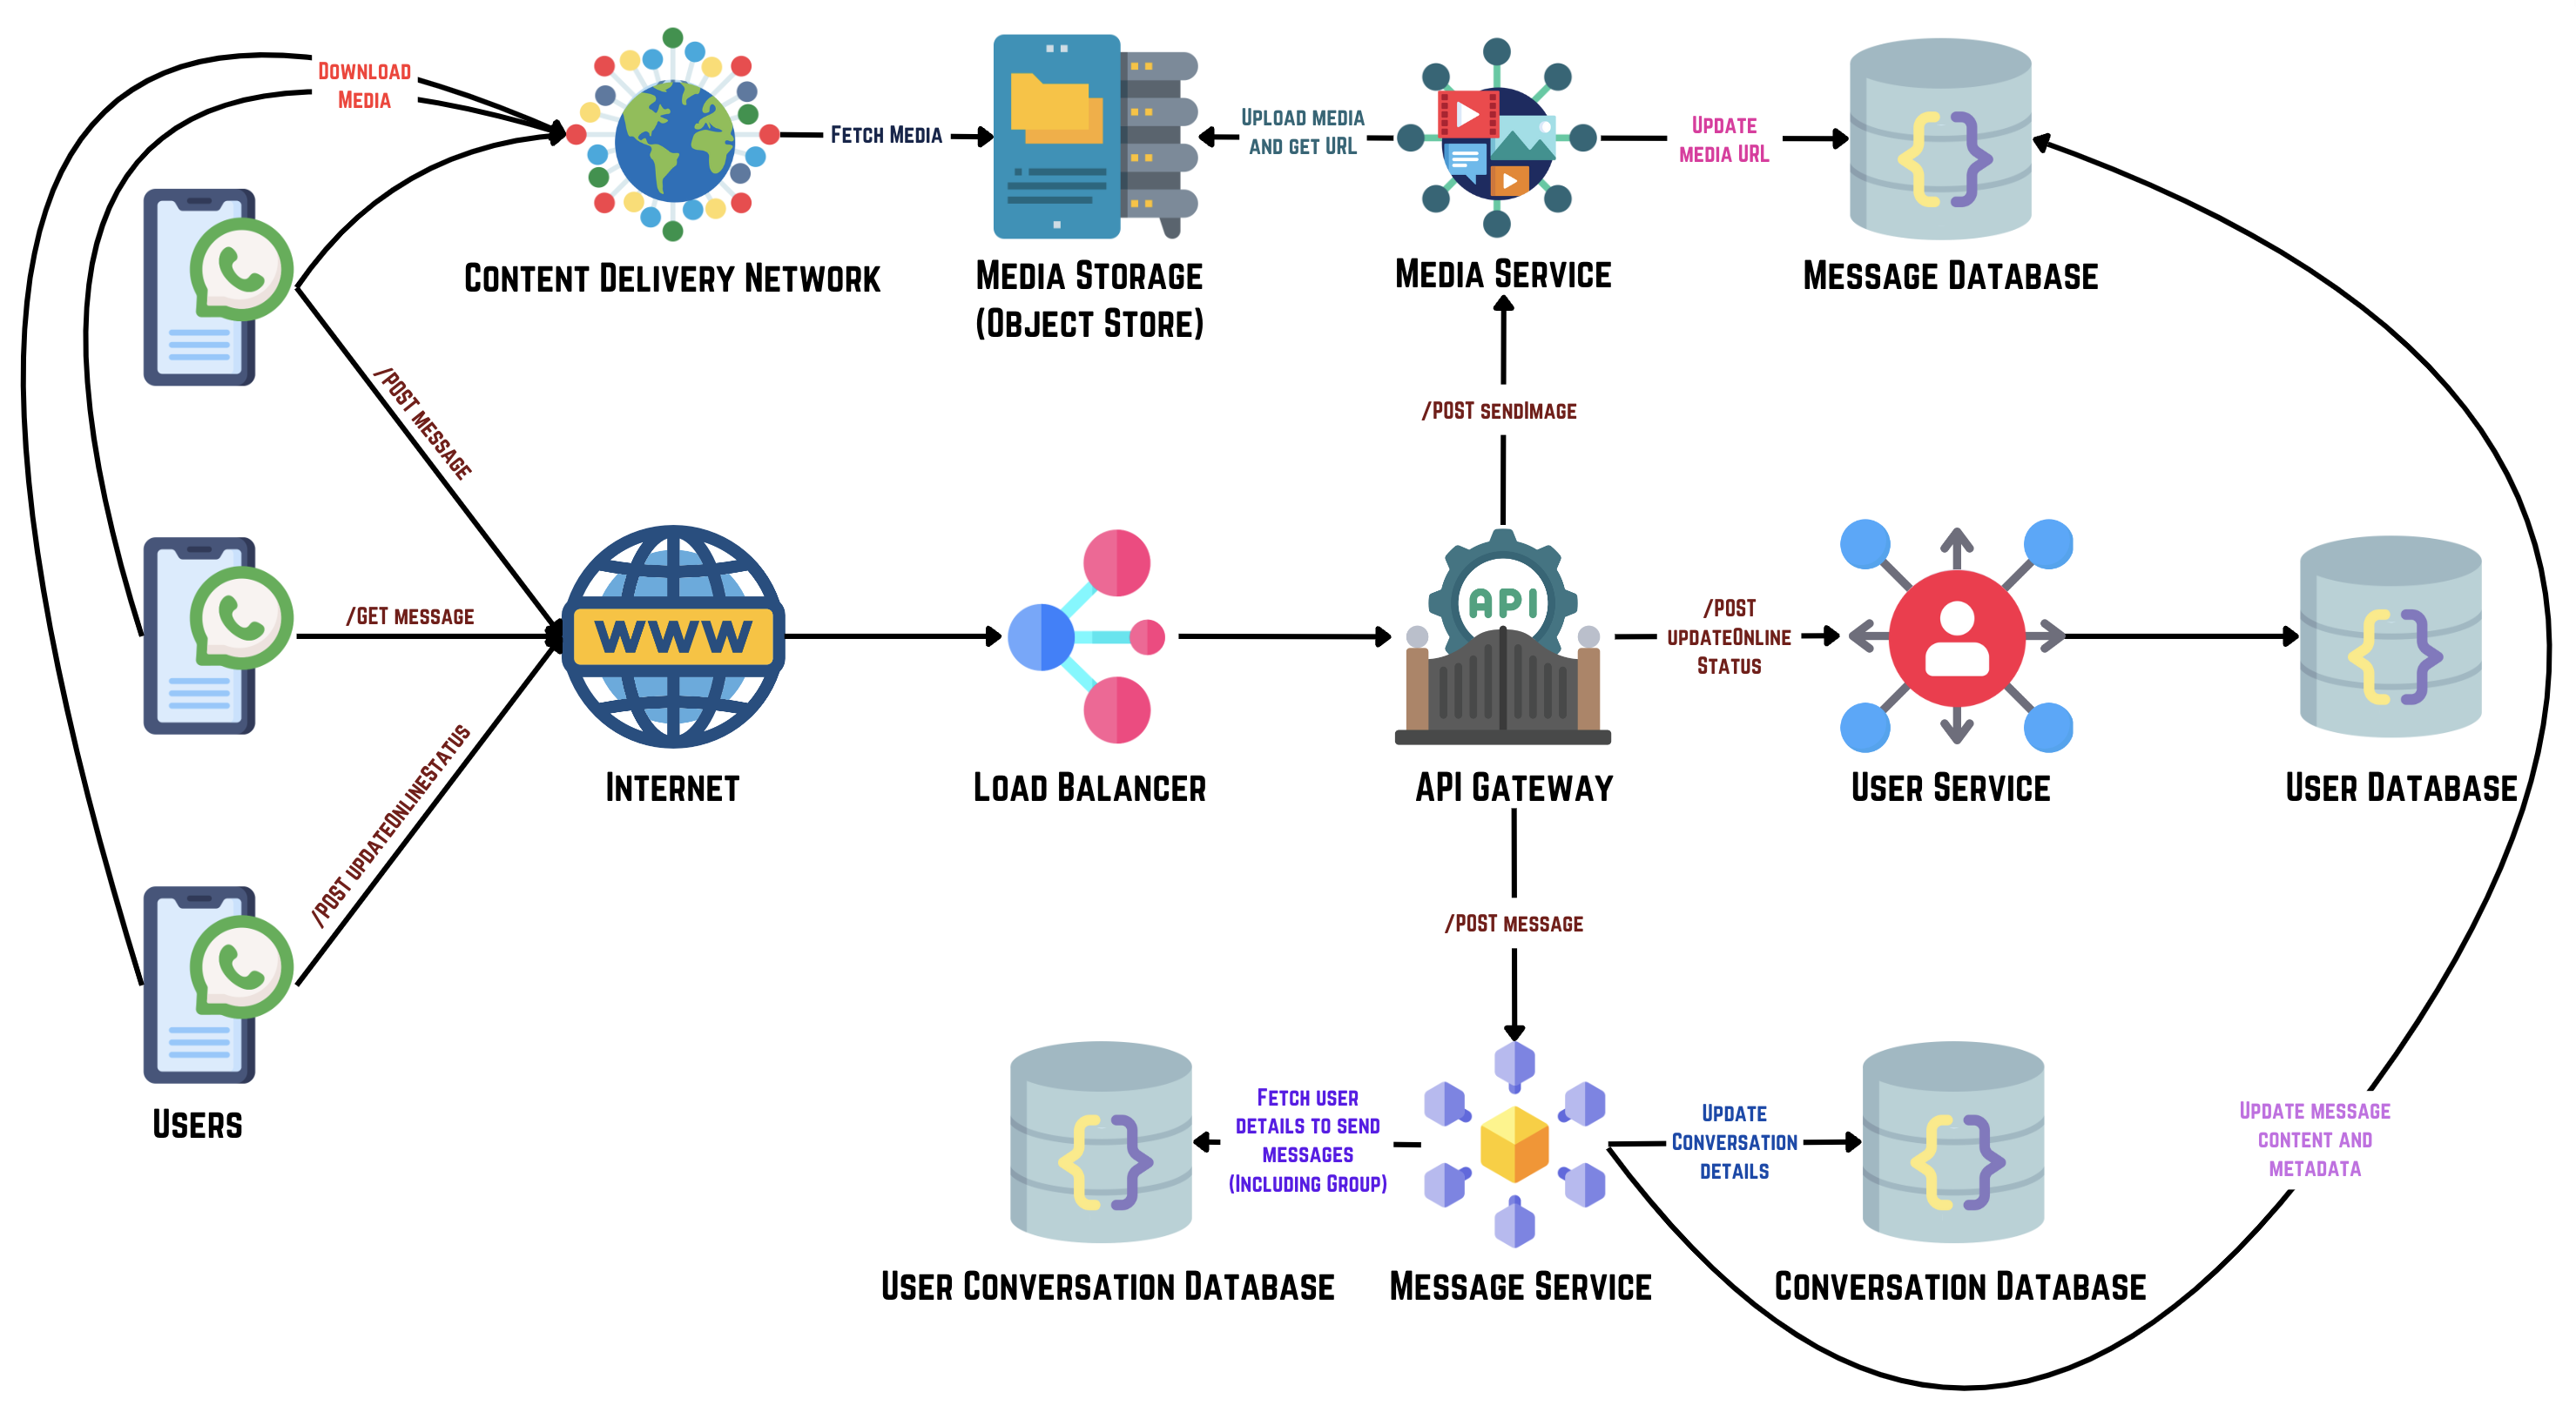 Download
Media
Fetch Media
Upload media
and get URL
Update
media URL
Content Delivery Network
Media Storage
(Object Store)
Media Service
Message Database
/POST message
/POST sendImage
/GET message
WWW
API
/POST
updateOnline
Status
/POST updateOnlineStatus
Internet
Load Balancer
API Gateway
User Service
User Database
/POST message
Users
Fetch user
details to send
messages
(Including Group)
Update
Conversation
details
Update message
content and
metadata
User Conversation Database
Message Service
Conversation Database